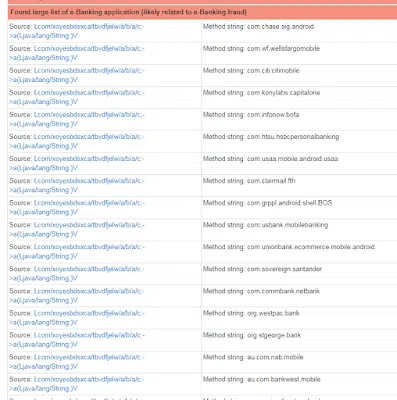 Found large list of e-Banking application (likely related to e-Banking fraud)
Source: Lcom/xoyesbdsxca/tbvdfjelw/a/b/a/c;- Method string: com.chase.sig.android
>a(Ljava/lang/String;)V
Source: Lcom/xoyesbdsxca/tbvdfjelw/a/b/a/c;- Method string: com.wf.wellsfargomobile
>a(Ljava/lang/String;)V
Source: Lcom/xoyesbdsxca/tbvdfjelw/a/b/a/c;- Method string: com.citi.citimobile
>a(Ljava/lang/String;)V
Source: Lcom/xoyesbdsxca/tbvdfjelw/a/b/a/c;- Method string: com.konylabs.capitalone
>a(Ljava/lang/String;)V
Source: Lcom/xoyesbdsxca/tbvdfjelw/a/b/a/c;- Method string: com.infonow.bofa
>a(Ljava/lang/String;)V
Source: Lcom/xoyesbdsxca/tbvdfjelw/a/b/a/c;- Method string: com.htsu.hsbcpersonalbanking
>a(Ljava/lang/String;)V
Source: Lcom/xoyesbdsxca/tbvdfjelw/a/b/a/c;- Method string: com.usaa.mobile.android.usaa
>a(Ljava/lang/String;)V
Source: Lcom/xoyesbdsxca/tbvdfjelw/a/b/a/c;- Method string: com.clairmail.fth
>a(Ljava/lang/String;)V
Source: Lcom/xoyesbdsxca/tbvdfjelw/a/b/a/c;- Method string: com.grppl.android.shell.BOS
>a(Ljava/lang/String;)V
Source: Lcom/xoyesbdsxca/tbvdfjelw/a/b/a/c;- Method string: com.usbank.mobilebanking
>a(Ljava/lang/String;)V
Source: Lcom/xoyesbdsxca/tbvdfjelw/a/b/a/c;- Method string: com.unionbank.ecommerce.mobile.android
>a(Ljava/lang/String;)V
Source: Lcom/xoyesbdsxca/tbvdfjelw/a/b/a/c;- Method string: com.sovereign.santander
>a(Ljava/lang/String;)V
Source: Lcom/xoyesbdsxca/tbvdfjelw/a/b/a/c;- Method string: com.commbank.netbank
>a(Ljava/lang/String;)V
Source: Lcom/xoyesbdsxca/tbvdfjelw/a/b/a/c;- Method string: org.westpac.bank
>a(Ljava/lang/String;)V
Source: Lcom/xoyesbdsxca/tbvdfjelw/a/b/a/c;- Method string: org.stgeorge.bank
>a(Ljava/lang/String;)V
Source: Lcom/xoyesbdsxca/tbvdfjelw/a/b/a/c;- Method string: au.com.nab.mobile
>a(Ljava/lang/String;)V
Source: Lcom/xoyesbdsxca/tbvdfjelw/a/b/a/c;- Method string: au.com.bankwest.mobile
>a(Ljava/lang/String;)V